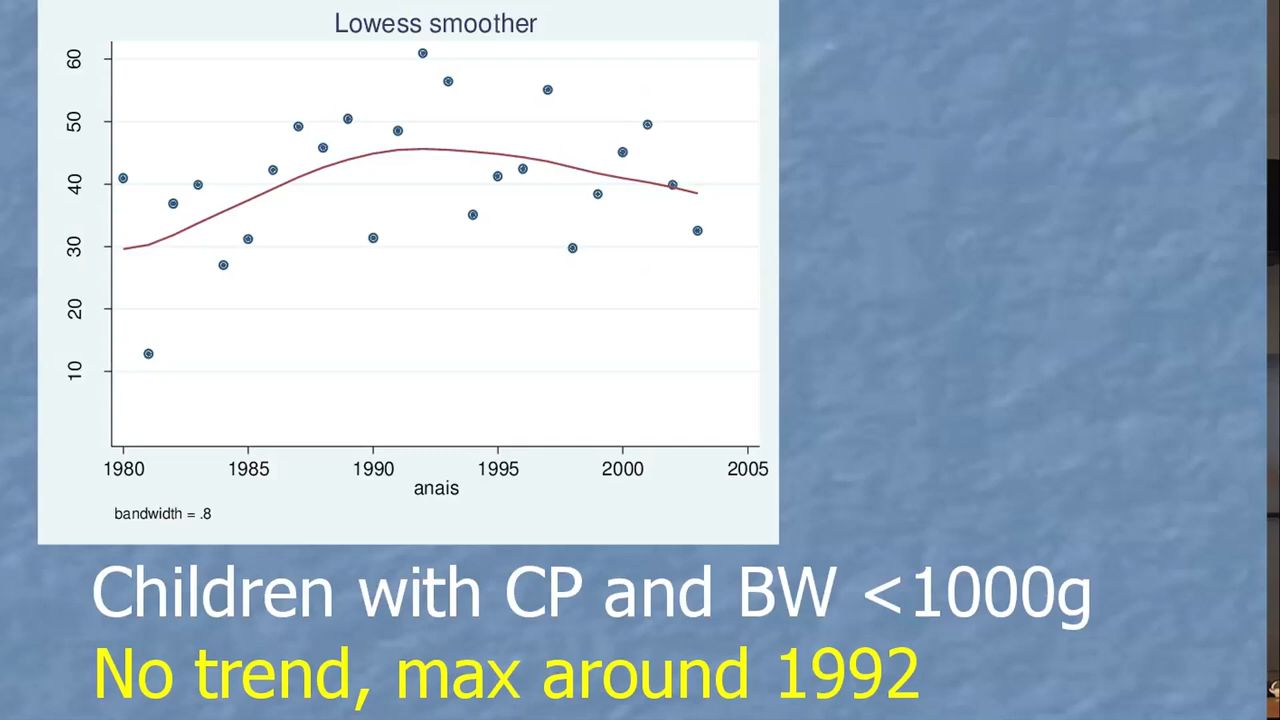 Lowess smoother
60
50
40
30
20
10
1980 1985 1990 1995 2000 2005
anais
bandwidth = .8
Children with CP and BW <1000g
No trend, max around 1992